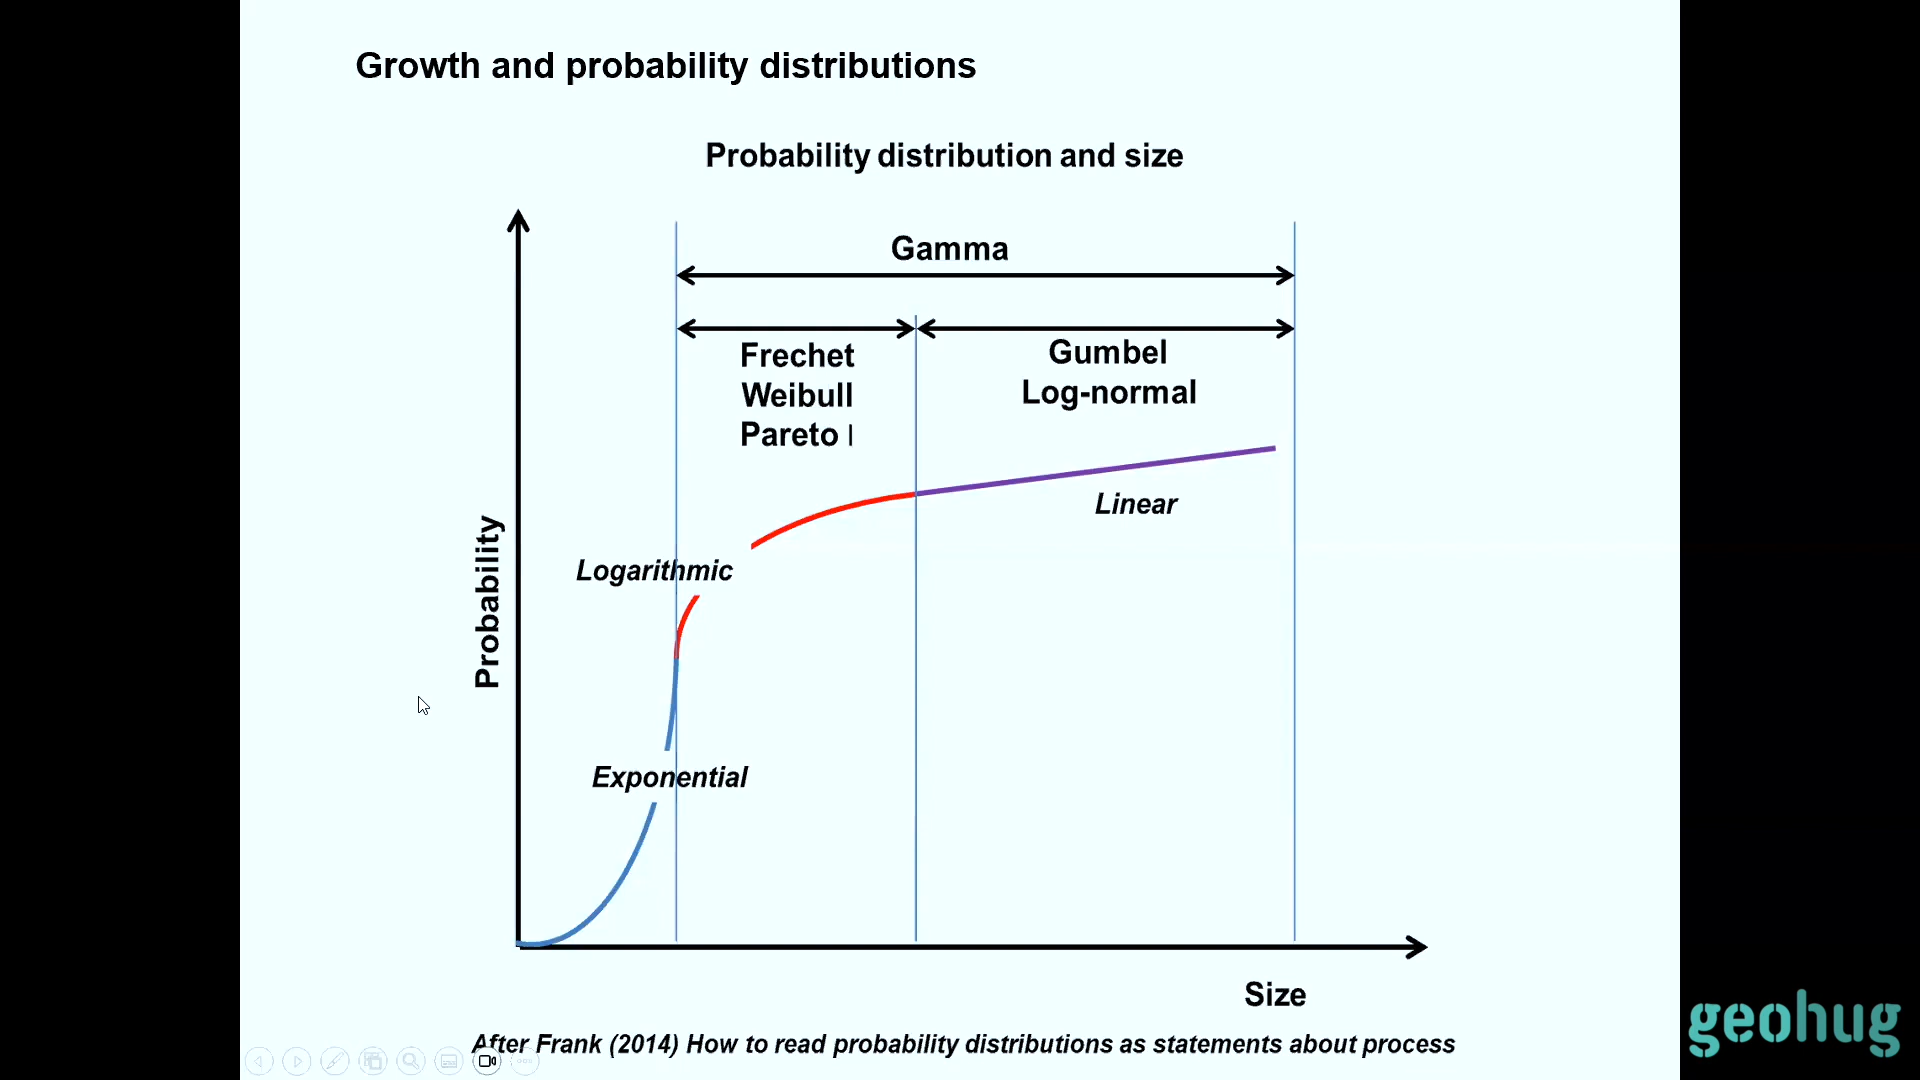 Growth and probability distributions
Probability distribution and size
Gamma
Frechet
Weibull
Pareto I
Gumbel
Log-normal
Linear
Logarithmic
Probability
Exponential
Size
After Frank (2014) How to read probability distributions as statements about process
geohug